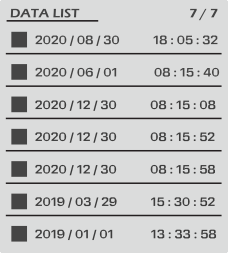 DATA LIST 7 / 7
2020 / 08 / 30 18 : 05 : 32
2020 / 06 / 01 08 : 15 : 40
2020 / 12 / 30 08 : 15 : 08
2020 / 12 / 30 08 : 15 : 52
2020 / 12 / 30 08 : 15 : 58
2019 / 03 / 29 15 : 30 : 52
2019 / 01 / 01 13 : 33 : 58